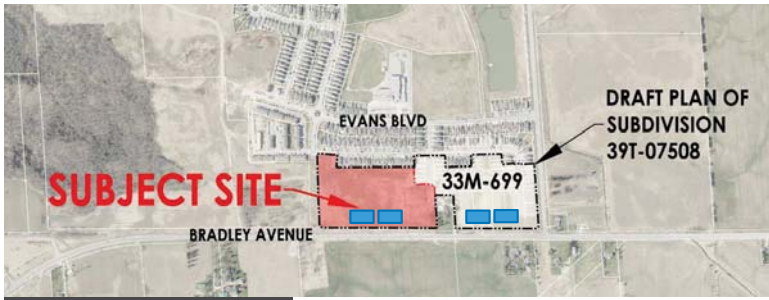 EVANS BLVD
DRAFT PLAN OF
SUBDIVISION
39T-07508
33M-699
SUBJECT SITE
BRADLEY AVENUE